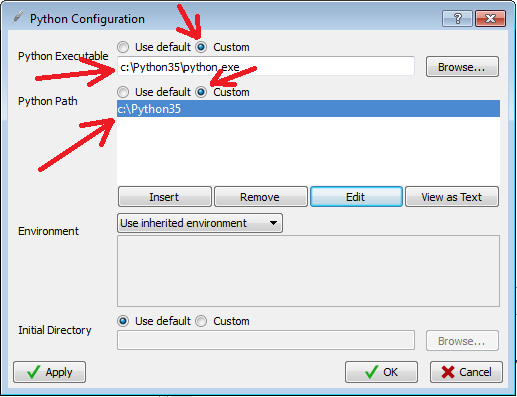 Python Configuration
?
Use default Custom
Python Executable
c:\Python35\python.exe Browse...
Use default Custom
Python Path
c:\Python35
Insert Remove Edit View as Text
Environment Use inherited environment
Use default Custom
Initial Directory
Browse...
Apply OK Cancel